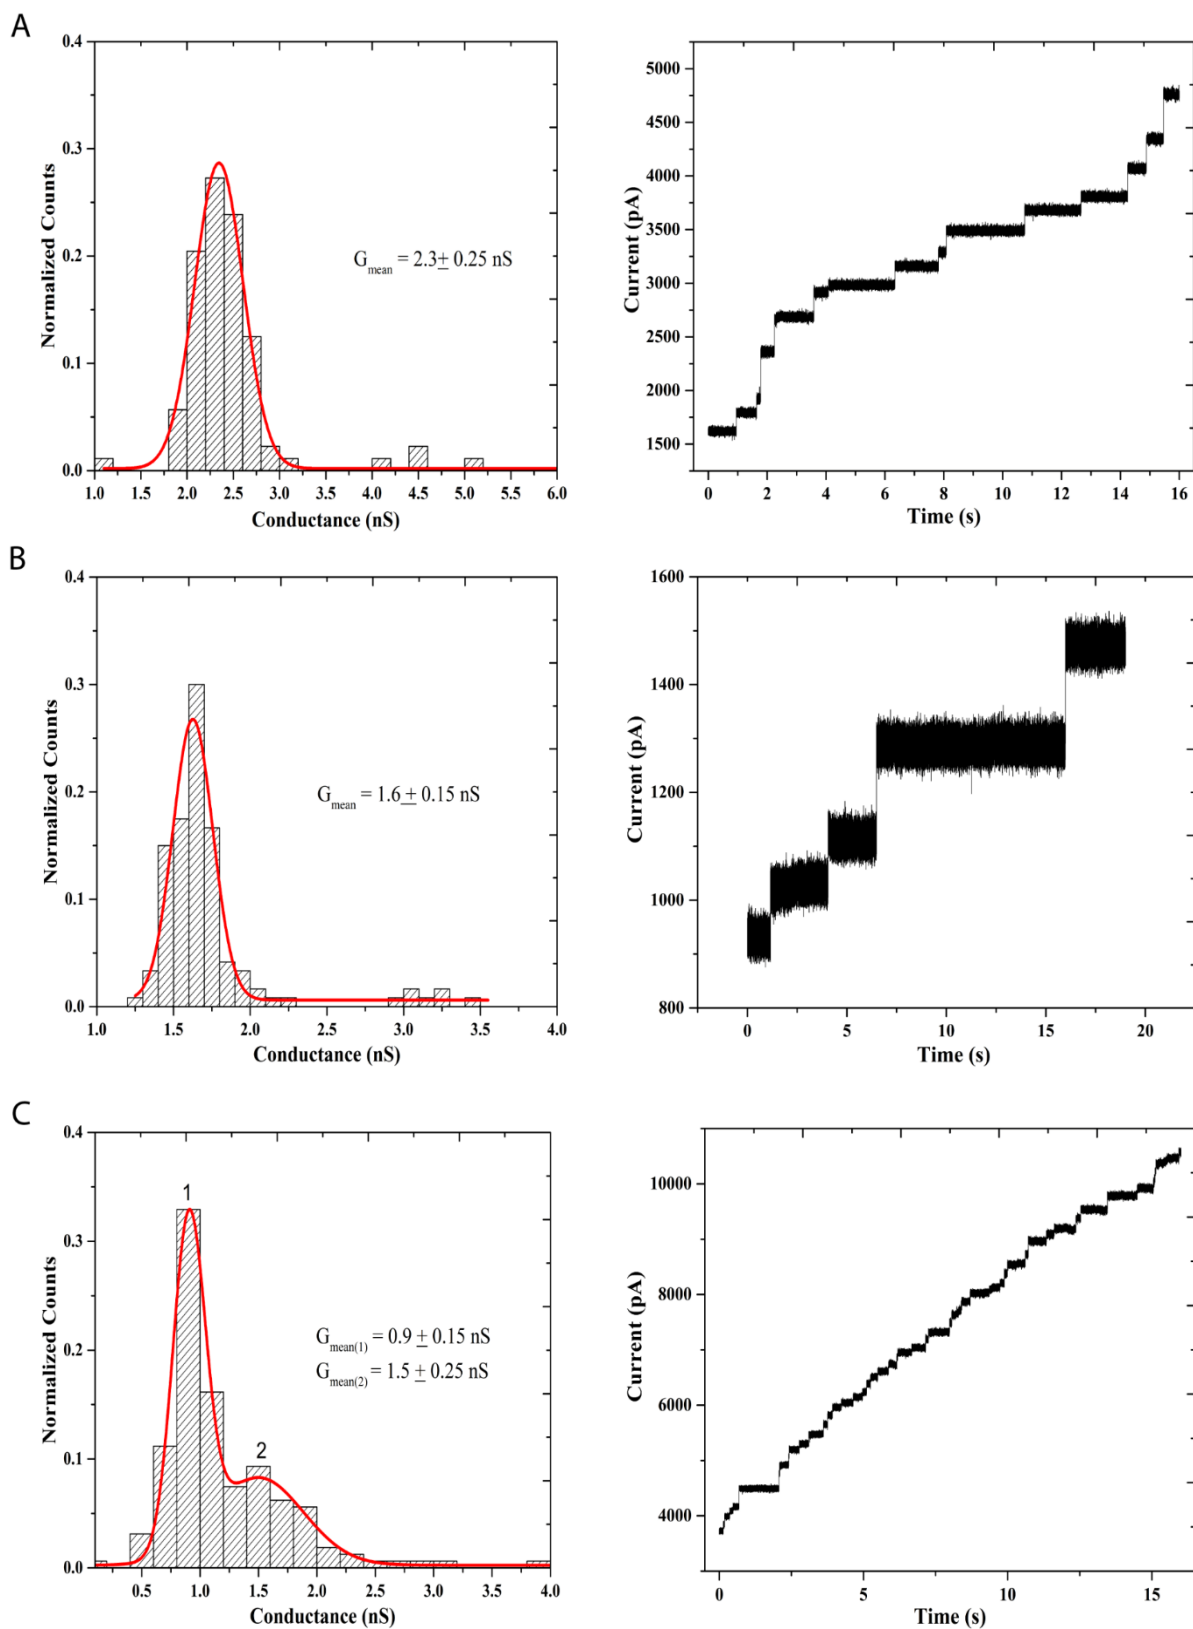 A
0.4
0.3
0.2
0.1
0.0
Normalized Counts
G_mean = 2.3 ± 0.25 nS
1.0 1.5 2.0 2.5 3.0 3.5 4.0 4.5 5.0 5.5 6.0
Conductance (nS)
5000
4500
4000
3500
3000
2500
2000
1500
Current (pA)
0 2 4 6 8 10 12 14 16
Time (s)
B
0.4
0.3
0.2
0.1
0.0
Normalized Counts
G_mean = 1.6 ± 0.15 nS
1.0 1.5 2.0 2.5 3.0 3.5 4.0
Conductance (nS)
1600
1400
1200
1000
800
Current (pA)
0 5 10 15 20
Time (s)
C
0.4
0.3
0.2
0.1
0.0
Normalized Counts
1
2
G_mean(1) = 0.9 ± 0.15 nS
G_mean(2) = 1.5 ± 0.25 nS
0.5 1.0 1.5 2.0 2.5 3.0 3.5 4.0
Conductance (nS)
10000
8000
6000
4000
Current (pA)
0 5 10 15
Time (s)